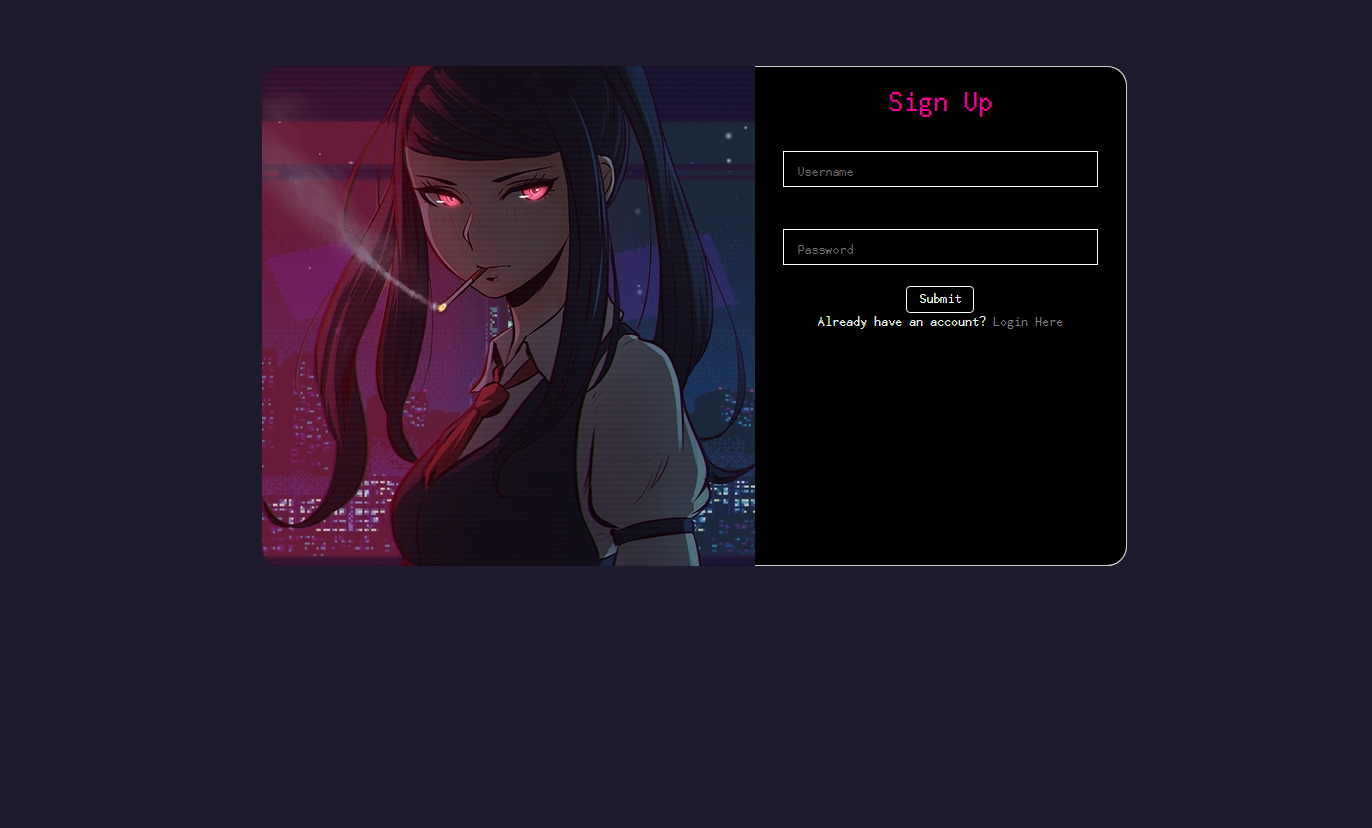 Sign Up
Username
Password
Submit
Already have an account? Login Here